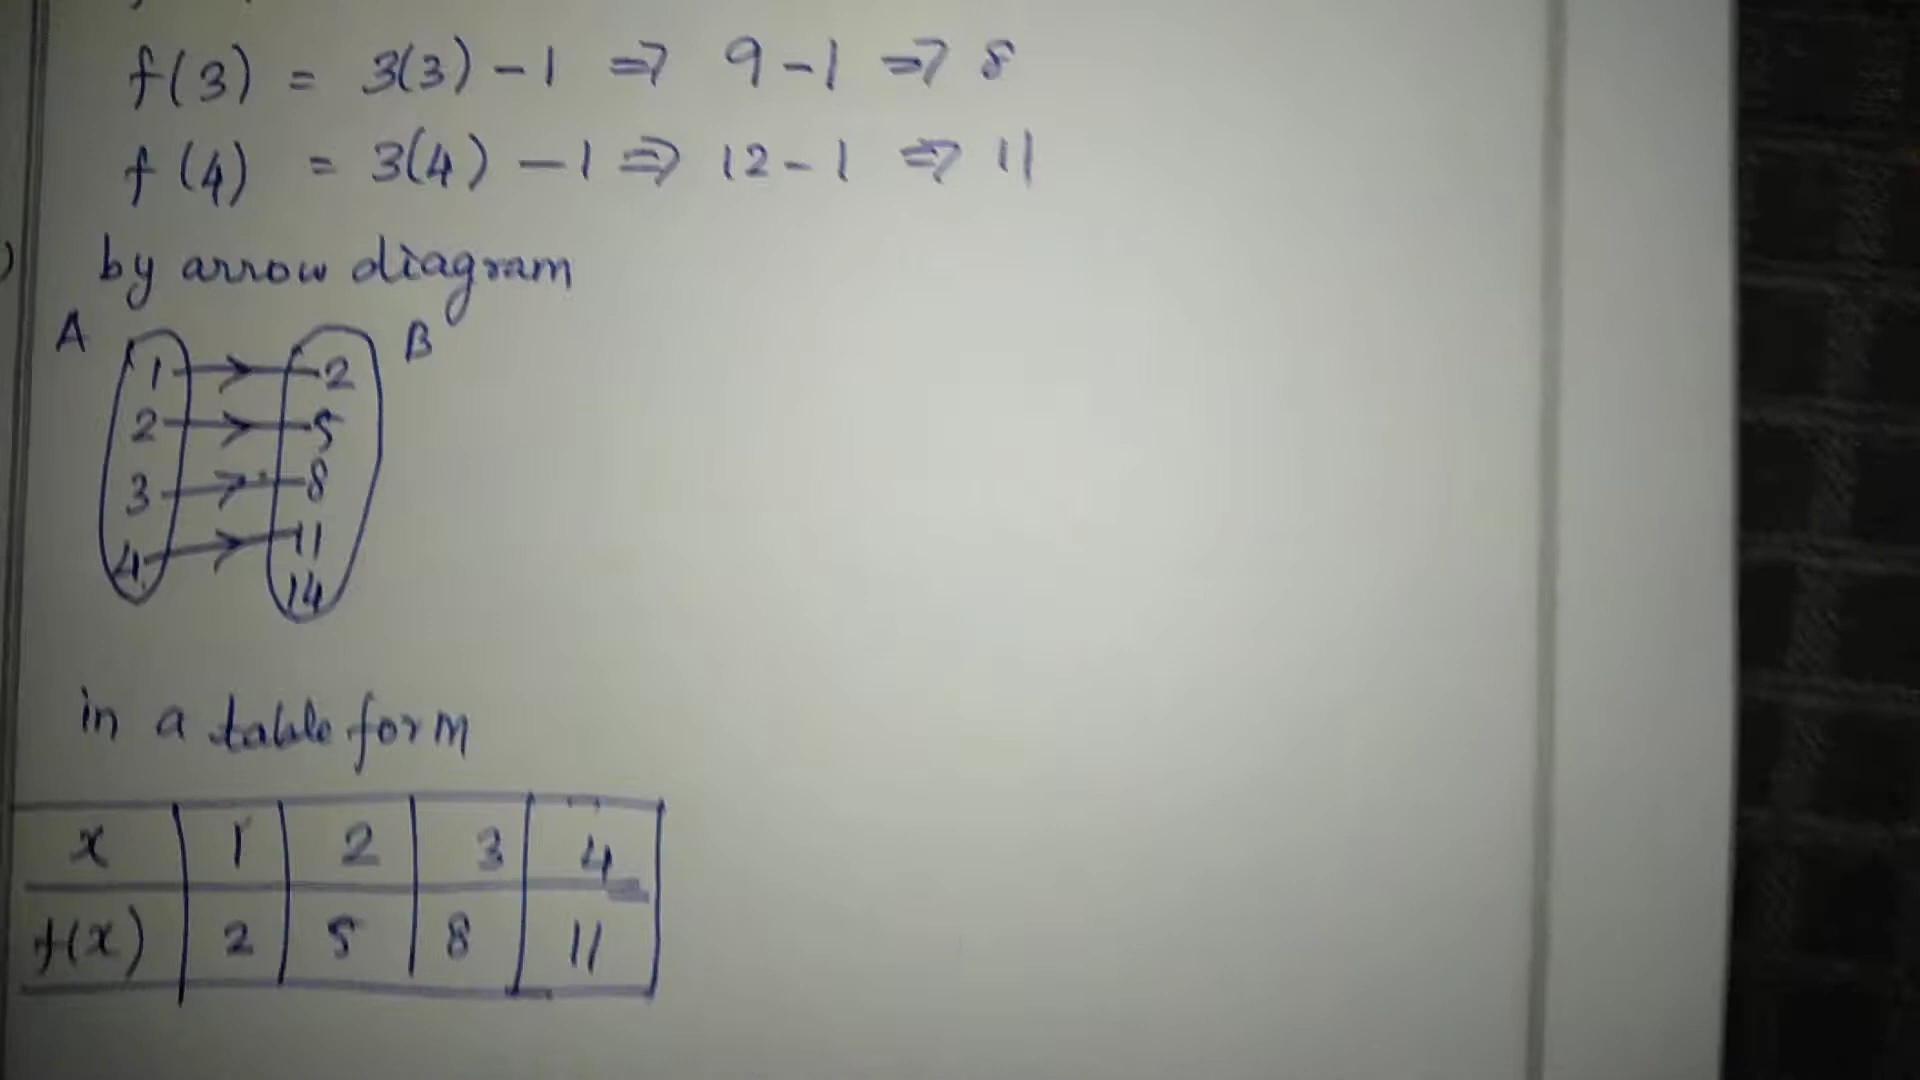 f(3) = 3(3) - 1 ⇒ 9 - 1 ⇒ 8
f(4) = 3(4) - 1 ⇒ 12 - 1 ⇒ 11
) by arrow diagram
A B
1 → 2
2 → 5
3 → 8
4 → 11
14
in a table form
x 1 2 3 4
f(x) 2 5 8 11